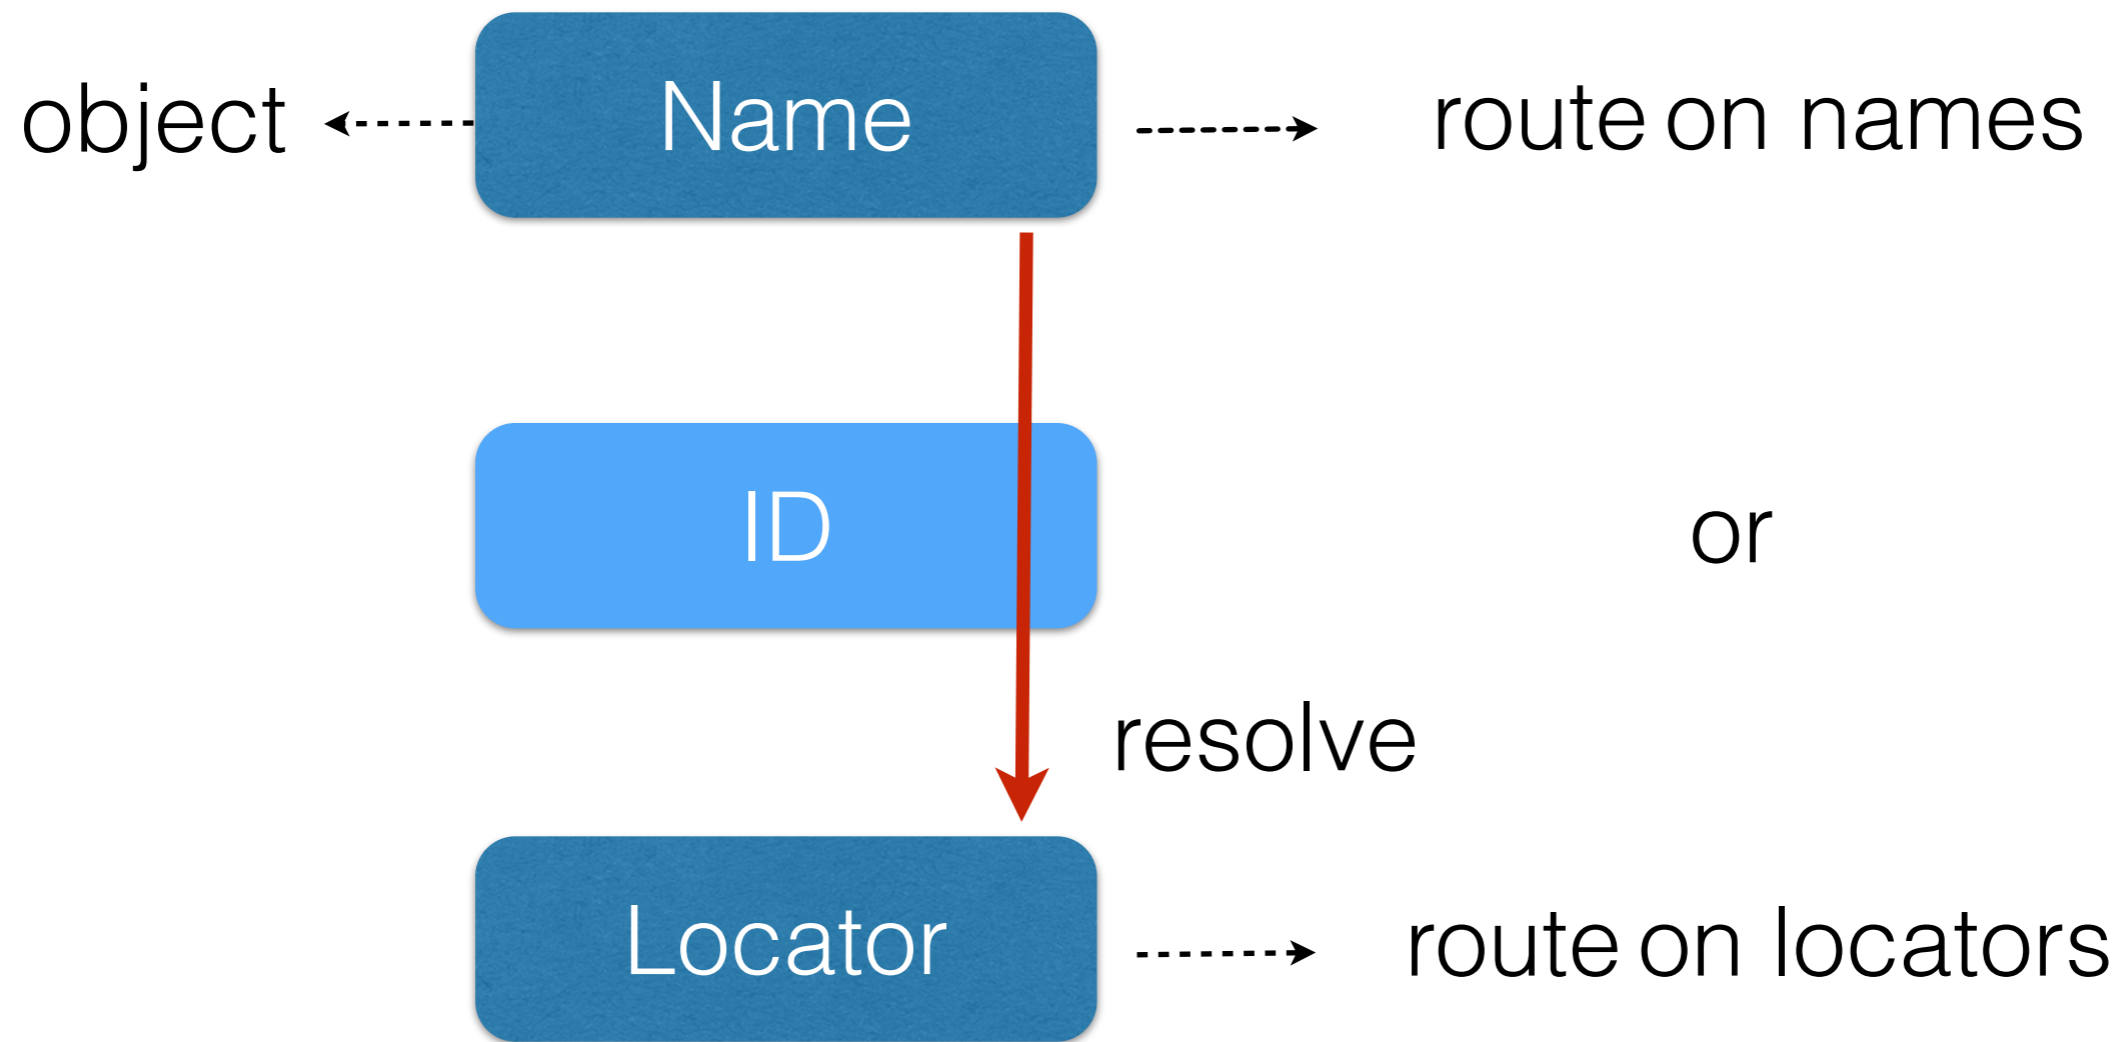 object
Name
route on names
ID
or
resolve
Locator
route on locators